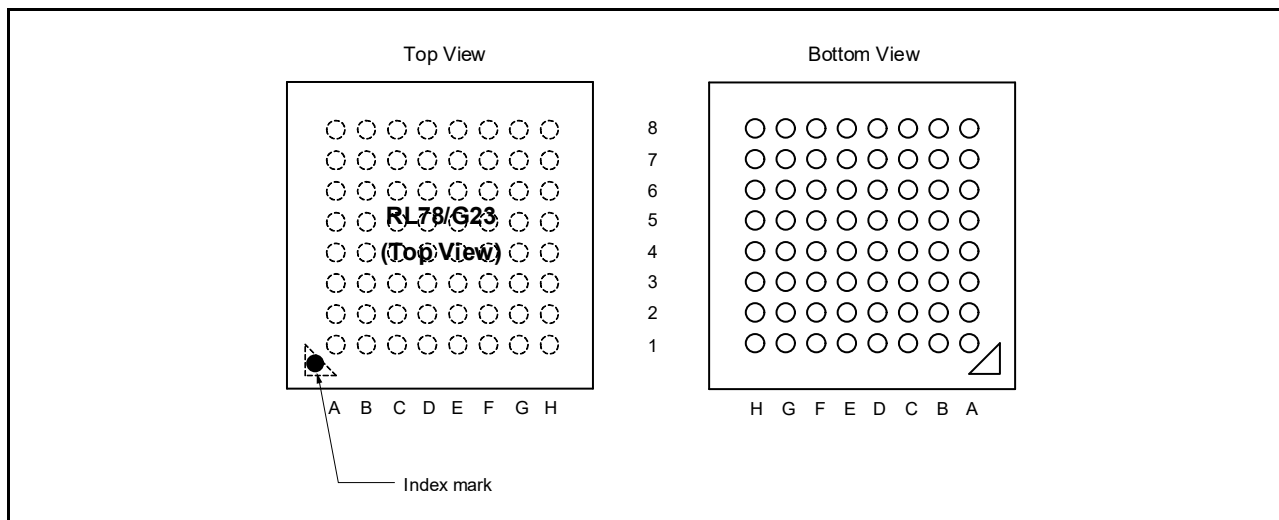 Top View
Bottom View
RL78/G23
(Top View)
8
7
6
5
4
3
2
1
A B C D E F G H
H G F E D C B A
Index mark